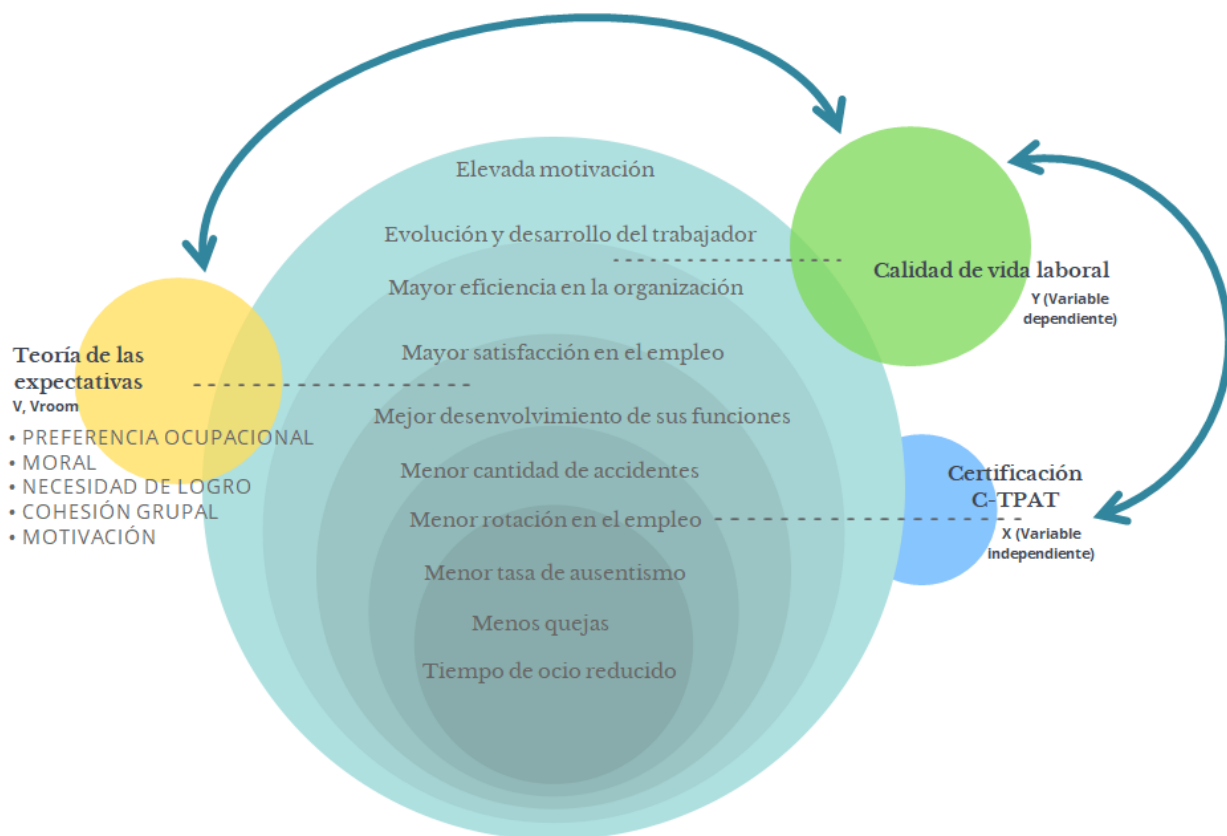 Elevada motivación
Evolución y desarrollo del trabajador
Mayor eficiencia en la organización
Mayor satisfacción en el empleo
Mejor desenvolvimiento de sus funciones
Menor cantidad de accidentes
Menor rotación en el empleo
Menor tasa de ausentismo
Menos quejas
Tiempo de ocio reducido
Calidad de vida laboral
Y (Variable
dependiente)
Teoría de las
expectativas
V, Vroom
• PREFERENCIA OCUPACIONAL
• MORAL
• NECESIDAD DE LOGRO
• COHESIÓN GRUPAL
• MOTIVACIÓN
Certificación
C-TPAT
X (Variable
independiente)